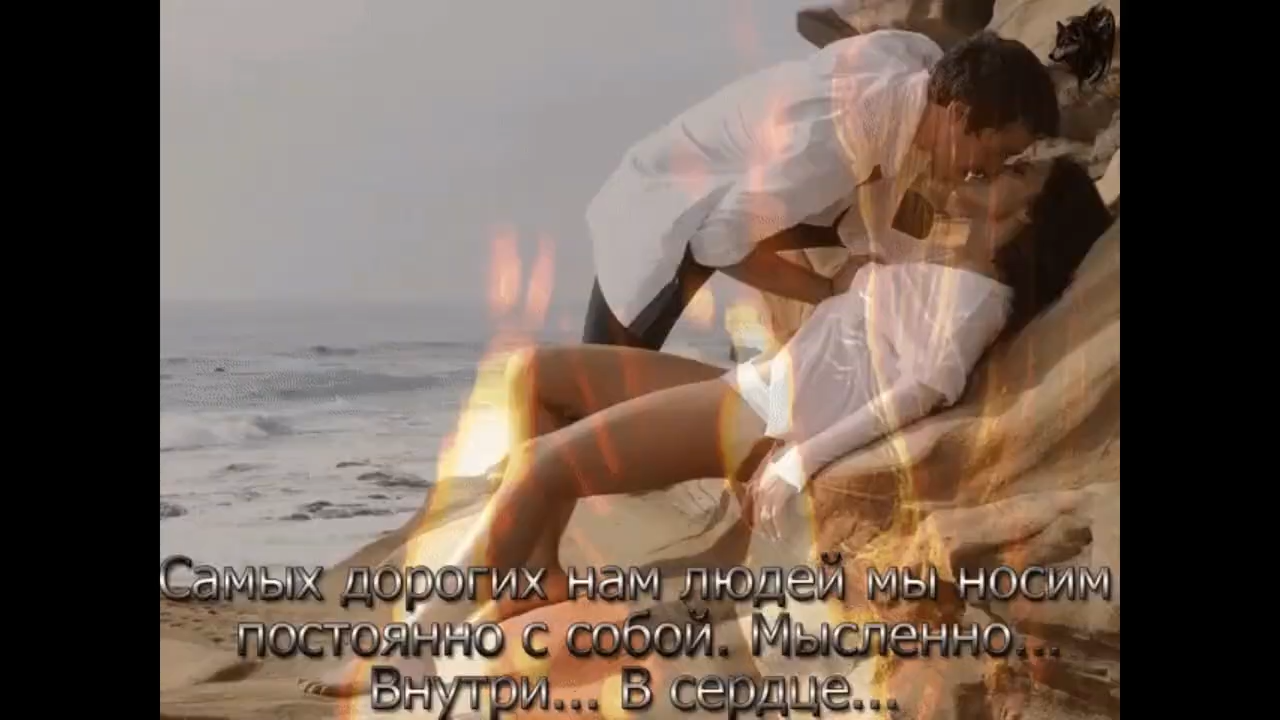 Самых дорогих нам людей мы носим
постоянно с собой. Мысленно...
Внутри... В сердце...